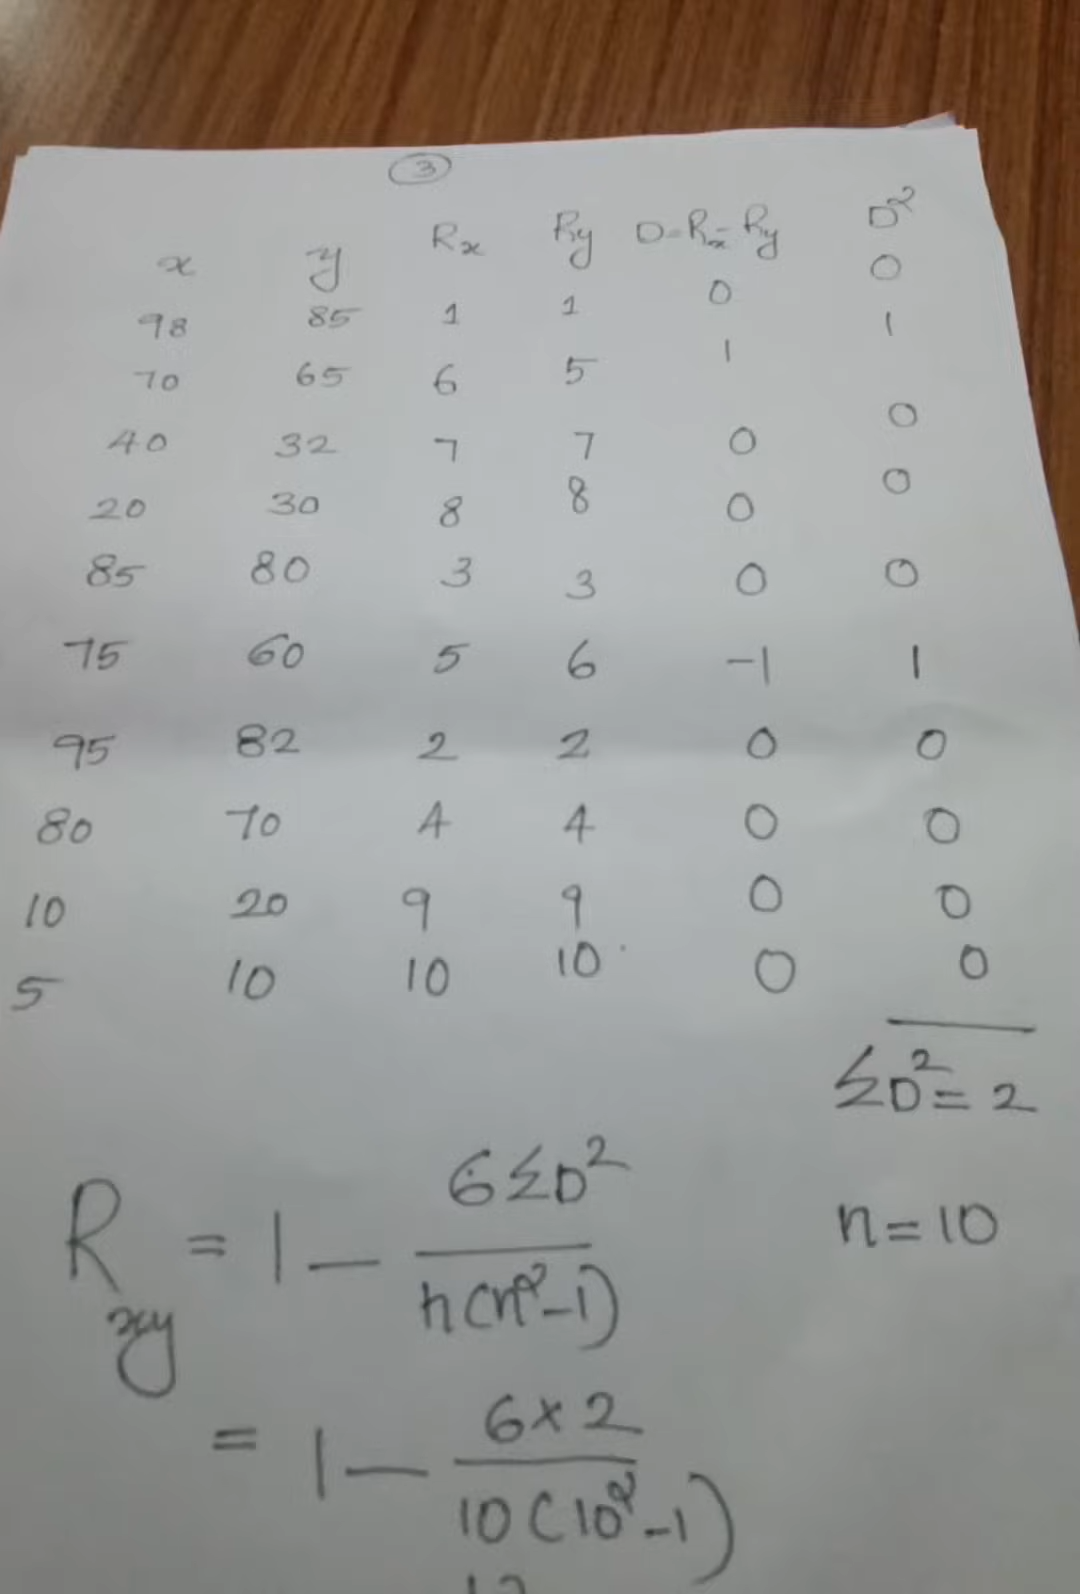 3
x y Rx Ry D=Rx-Ry D²
98 85 1 1 0 0
70 65 6 5 1 1
40 32 7 7 0 0
20 30 8 8 0 0
85 80 3 3 0 0
75 60 5 6 -1 1
95 82 2 2 0 0
80 70 4 4 0 0
10 20 9 9 0 0
5 10 10 10 0 0
ΣD²=2
Rxy = 1 - 6ΣD² / n(n²-1)
n=10
= 1 - 6×2 / 10(10²-1)